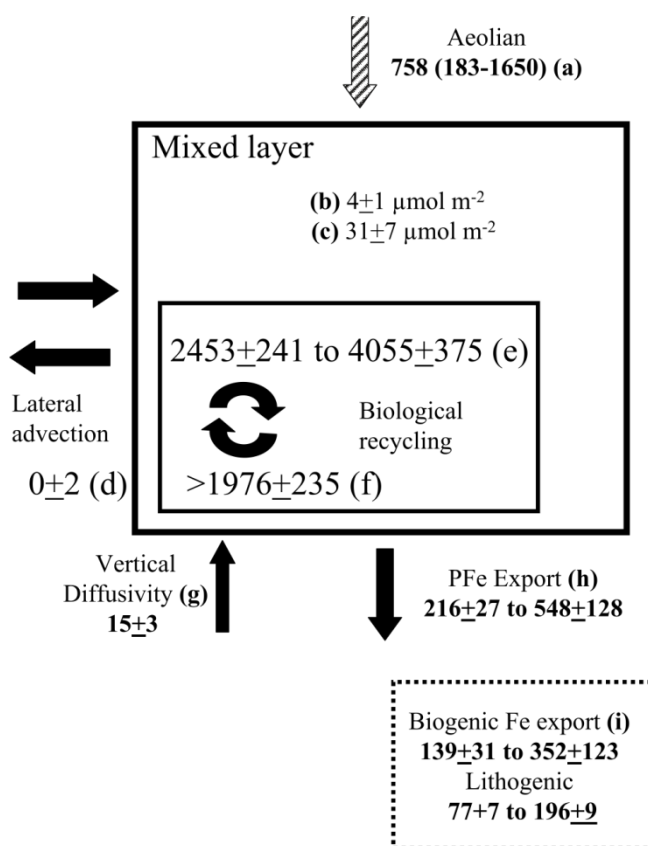 Aeolian
758 (183-1650) (a)
Mixed layer
(b) 4±1 µmol m⁻²
(c) 31±7 µmol m⁻²
2453±241 to 4055±375 (e)
Lateral
advection
Biological
recycling
0±2 (d)
>1976±235 (f)
Vertical
Diffusivity (g)
15±3
PFe Export (h)
216±27 to 548±128
Biogenic Fe export (i)
139±31 to 352±123
Lithogenic
77+7 to 196±9